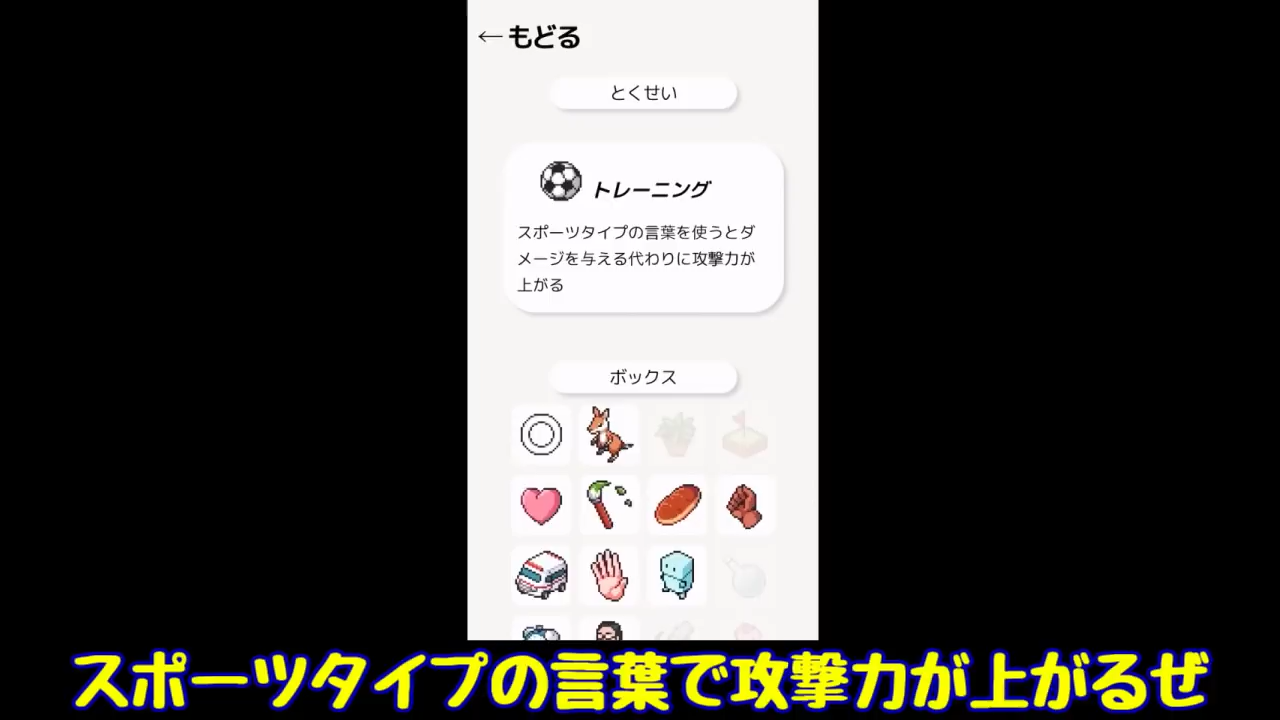 ←もどる
とくせい
トレーニング
スポーツタイプの言葉を使うとダ
メージを与える代わりに攻撃力が
上がる
ボックス
スポーツタイプの言葉で攻撃力が上がるぜ